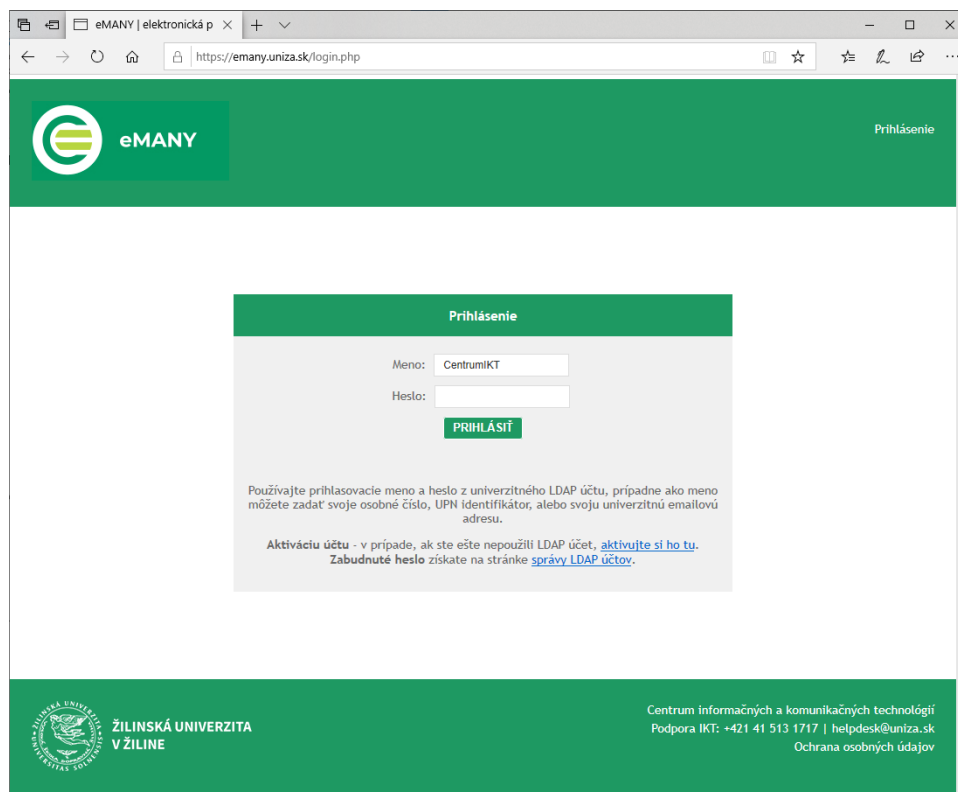 eMANY | elektronická p
https://emany.uniza.sk/login.php
eMANY
Prihlásenie
Prihlásenie
Meno: CentrumIKT
Heslo:
PRIHLÁSIŤ
Používajte prihlasovacie meno a heslo z univerzitného LDAP účtu, prípadne ako meno
môžete zadať svoje osobné číslo, UPN identifikátor, alebo svoju univerzitnú emailovú
adresu.
Aktiváciu účtu - v prípade, ak ste ešte nepoužili LDAP účet, aktivujte si ho tu.
Zabudnuté heslo získate na stránke správy LDAP účtov.
ŽILINSKÁ UNIVERZITA
V ŽILINE
Centrum informačných a komunikačných technológií
Podpora IKT: +421 41 513 1717 | helpdesk@uniza.sk
Ochrana osobných údajov